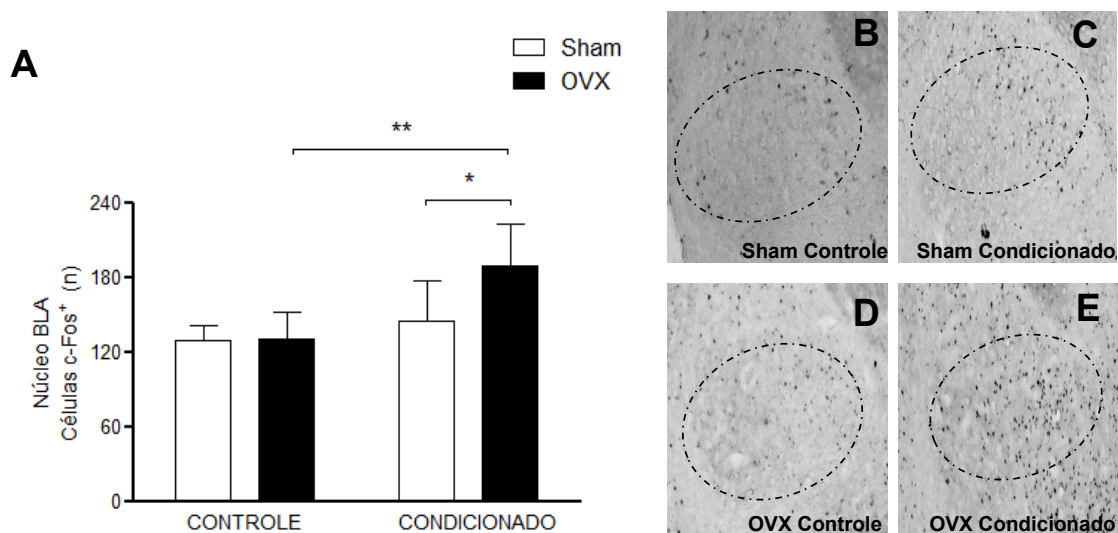 A
Sham
OVX
**
*
240
180
120
60
0
Núcleo BLA
Células c-Fos⁺ (n)
CONTROLE
CONDICIONADO
B
Sham Controle
C
Sham Condicionado
D
OVX Controle
E
OVX Condicionado